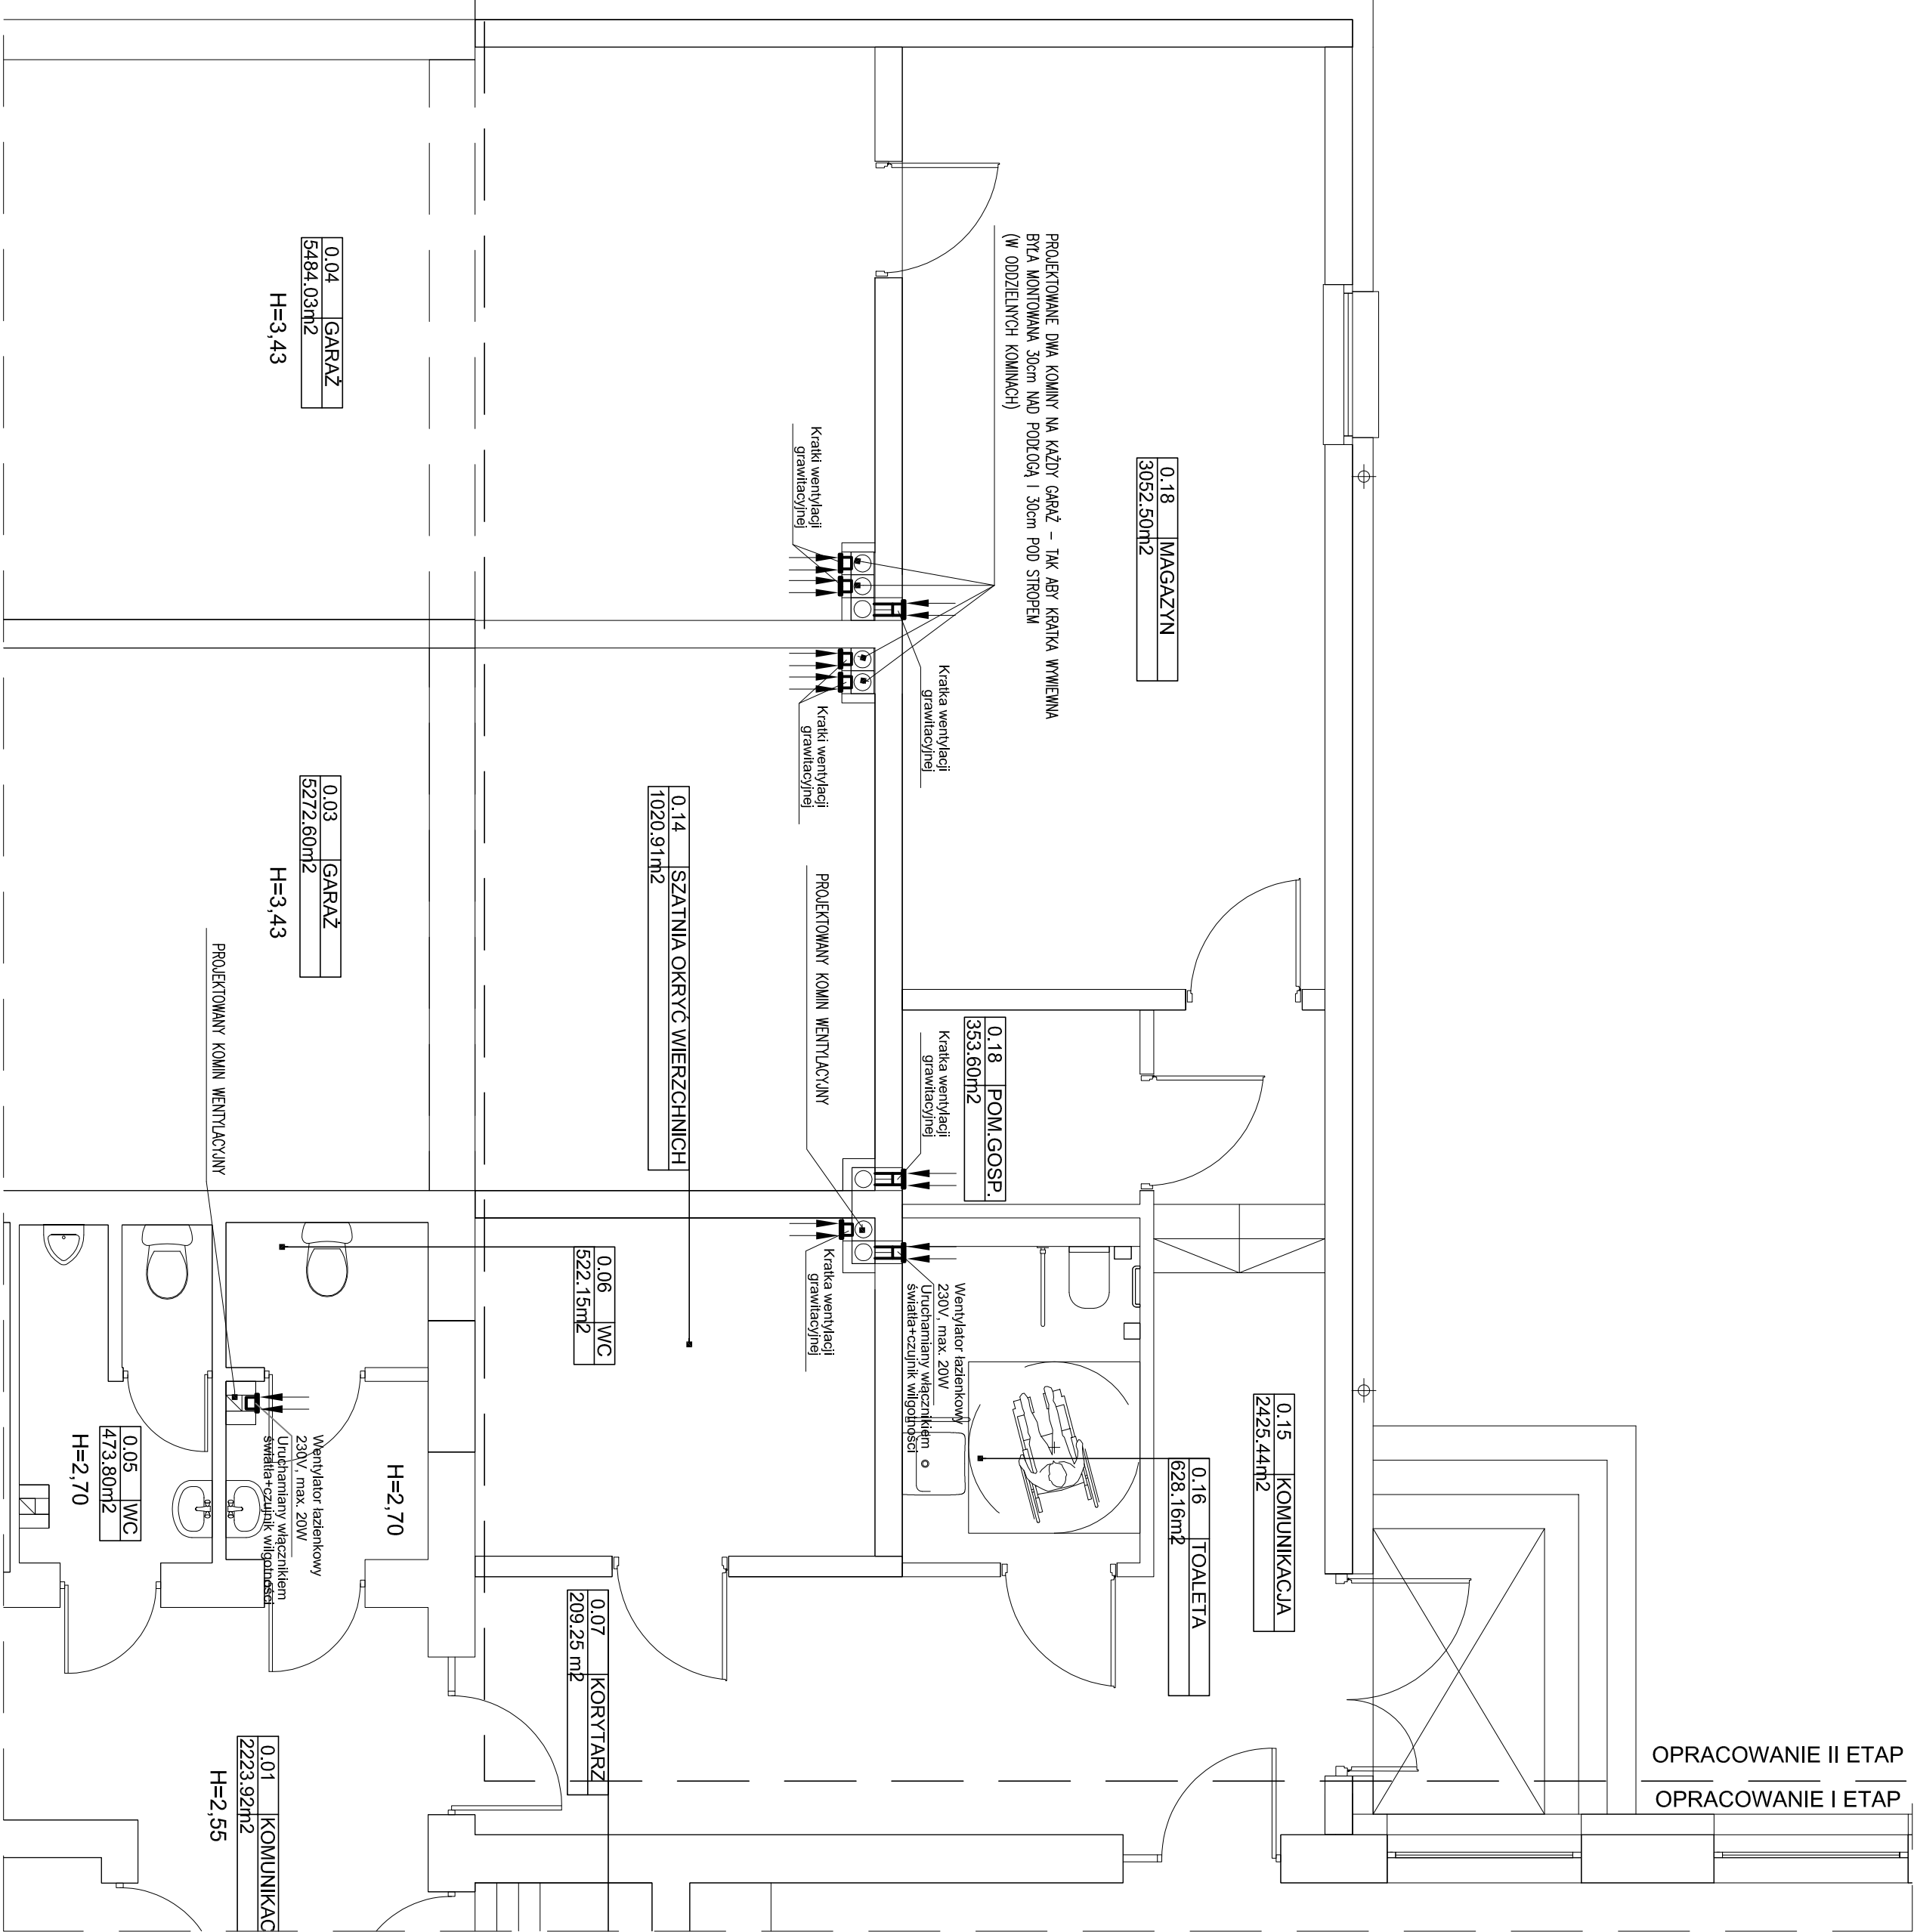 0.04 GARAŻ
5484.03m2
H=3,43
PROJEKTOWANE DWA KOMINY NA KAŻDY GARAŻ – TAK ABY KRATKA WYWIEWNA
BYŁA MONTOWANA 30cm NAD PODŁOGĄ I 30cm POD STROPEM
(W ODDZIELNYCH KOMINACH)
0.18 MAGAZYN
3052.50m2
Kratki wentylacji
grawitacyjnej
Kratka wentylacji
grawitacyjnej
Kratki wentylacji
grawitacyjnej
0.03 GARAŻ
5272.60m2
H=3,43
0.14 SZATNIA OKRYĆ WIERZCHNICH
1020.91m2
PROJEKTOWANY KOMIN WENTYLACYJNY
PROJEKTOWANY KOMIN WENTYLACYJNY
0.18 POM.GOSP.
353.60m2
Kratka wentylacji
grawitacyjnej
0.06 WC
522.15m2
Kratka wentylacji
grawitacyjnej
Wentylator łazienkowy
230V, max. 20W
Uruchamiany włącznikiem
światła+czujnik wilgotności
0.15 KOMUNIKACJA
2425.44m2
0.16 TOALETA
628.16m2
0.05 WC
473.80m2
H=2,70
Wentylator łazienkowy
230V, max. 20W
Uruchamiany włącznikiem
światła+czujnik wilgotności
H=2,70
0.07 KORYTARZ
209.25 m2
0.01 KOMUNIKAC
2223.92m2
H=2,55
OPRACOWANIE II ETAP
OPRACOWANIE I ETAP